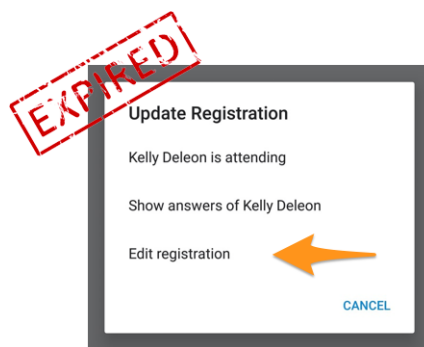 EXPIRED
Update Registration
Kelly Deleon is attending
Show answers of Kelly Deleon
Edit registration
CANCEL